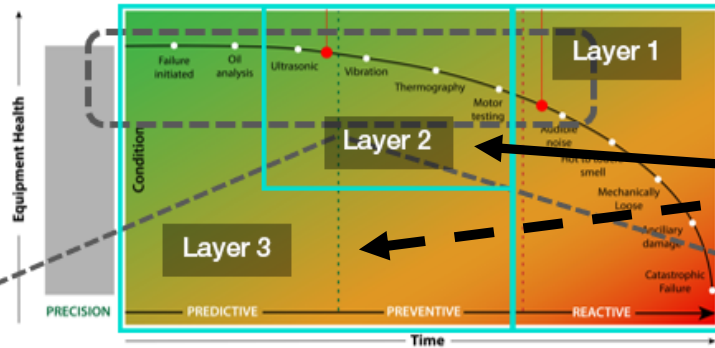 Layer 1
Equipment Health
Condition
Failure
initiated
Oil
analysis
Ultrasonic
Vibration
Thermography
Motor
testing
Audible
noise
Hot to touch
smell
Mechanically
Loose
Ancillary
damage
Catastrophic
Failure
Layer 2
Layer 3
PRECISION
PREDICTIVE
PREVENTIVE
REACTIVE
Time